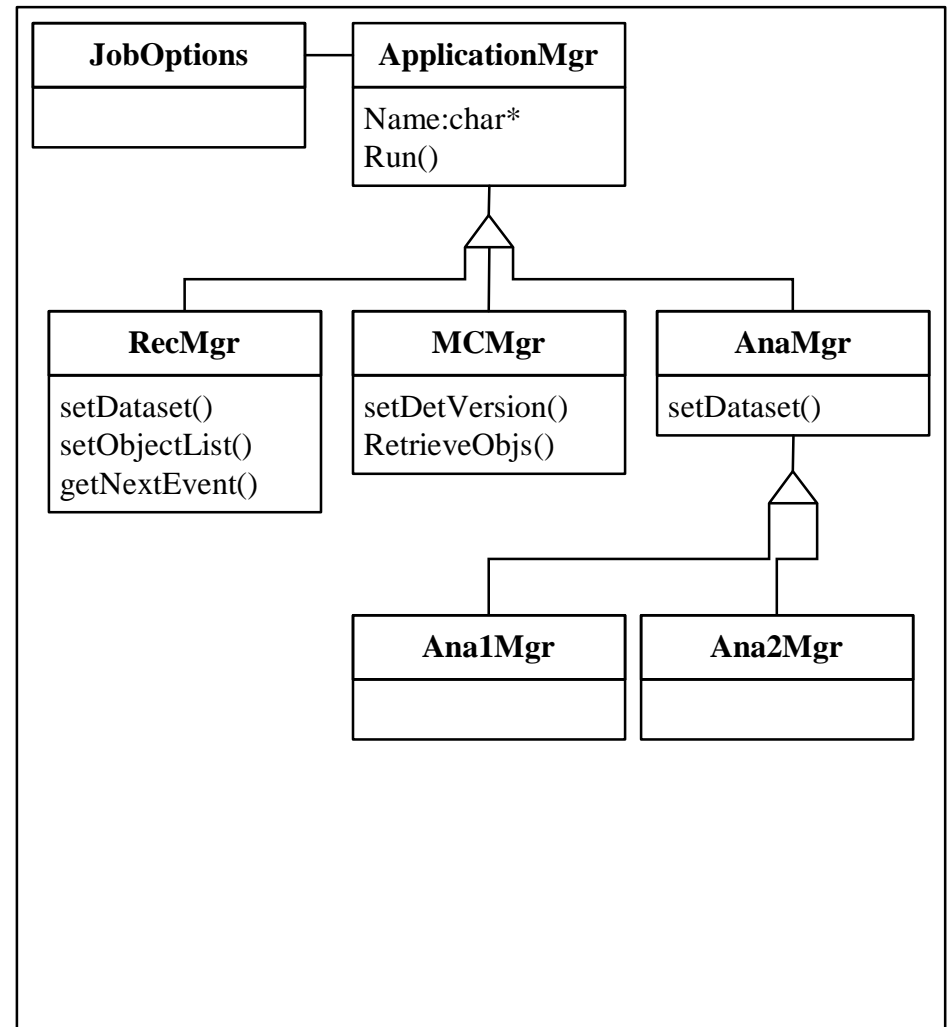 JobOptions
ApplicationMgr
Name:char*
Run()
RecMgr
setDataset()
setObjectList()
getNextEvent()
MCMgr
setDetVersion()
RetrieveObjs()
AnaMgr
setDataset()
Ana1Mgr
Ana2Mgr